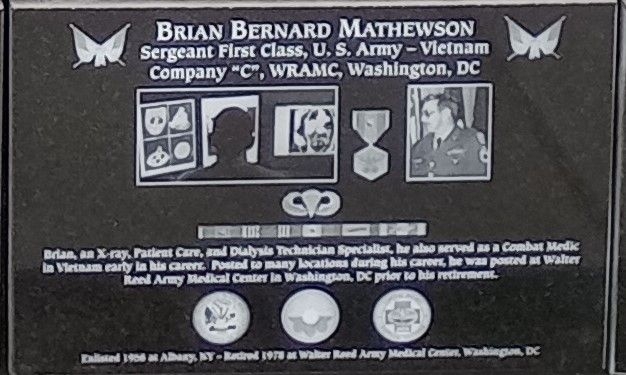 BRIAN BERNARD MATHEWSON
Sergeant First Class, U. S. Army – Vietnam
Company "C", WRAMC, Washington, DC
Brian, an X-ray, Patient Care, and Dialysis Technician Specialist, he also served as a Combat Medic
in Vietnam early in his career. Posted to many locations during his career, he was posted at Walter
Reed Army Medical Center in Washington, DC prior to his retirement.
Enlisted 1958 at Albany, NY – Retired 1978 at Walter Reed Army Medical Center, Washington, DC